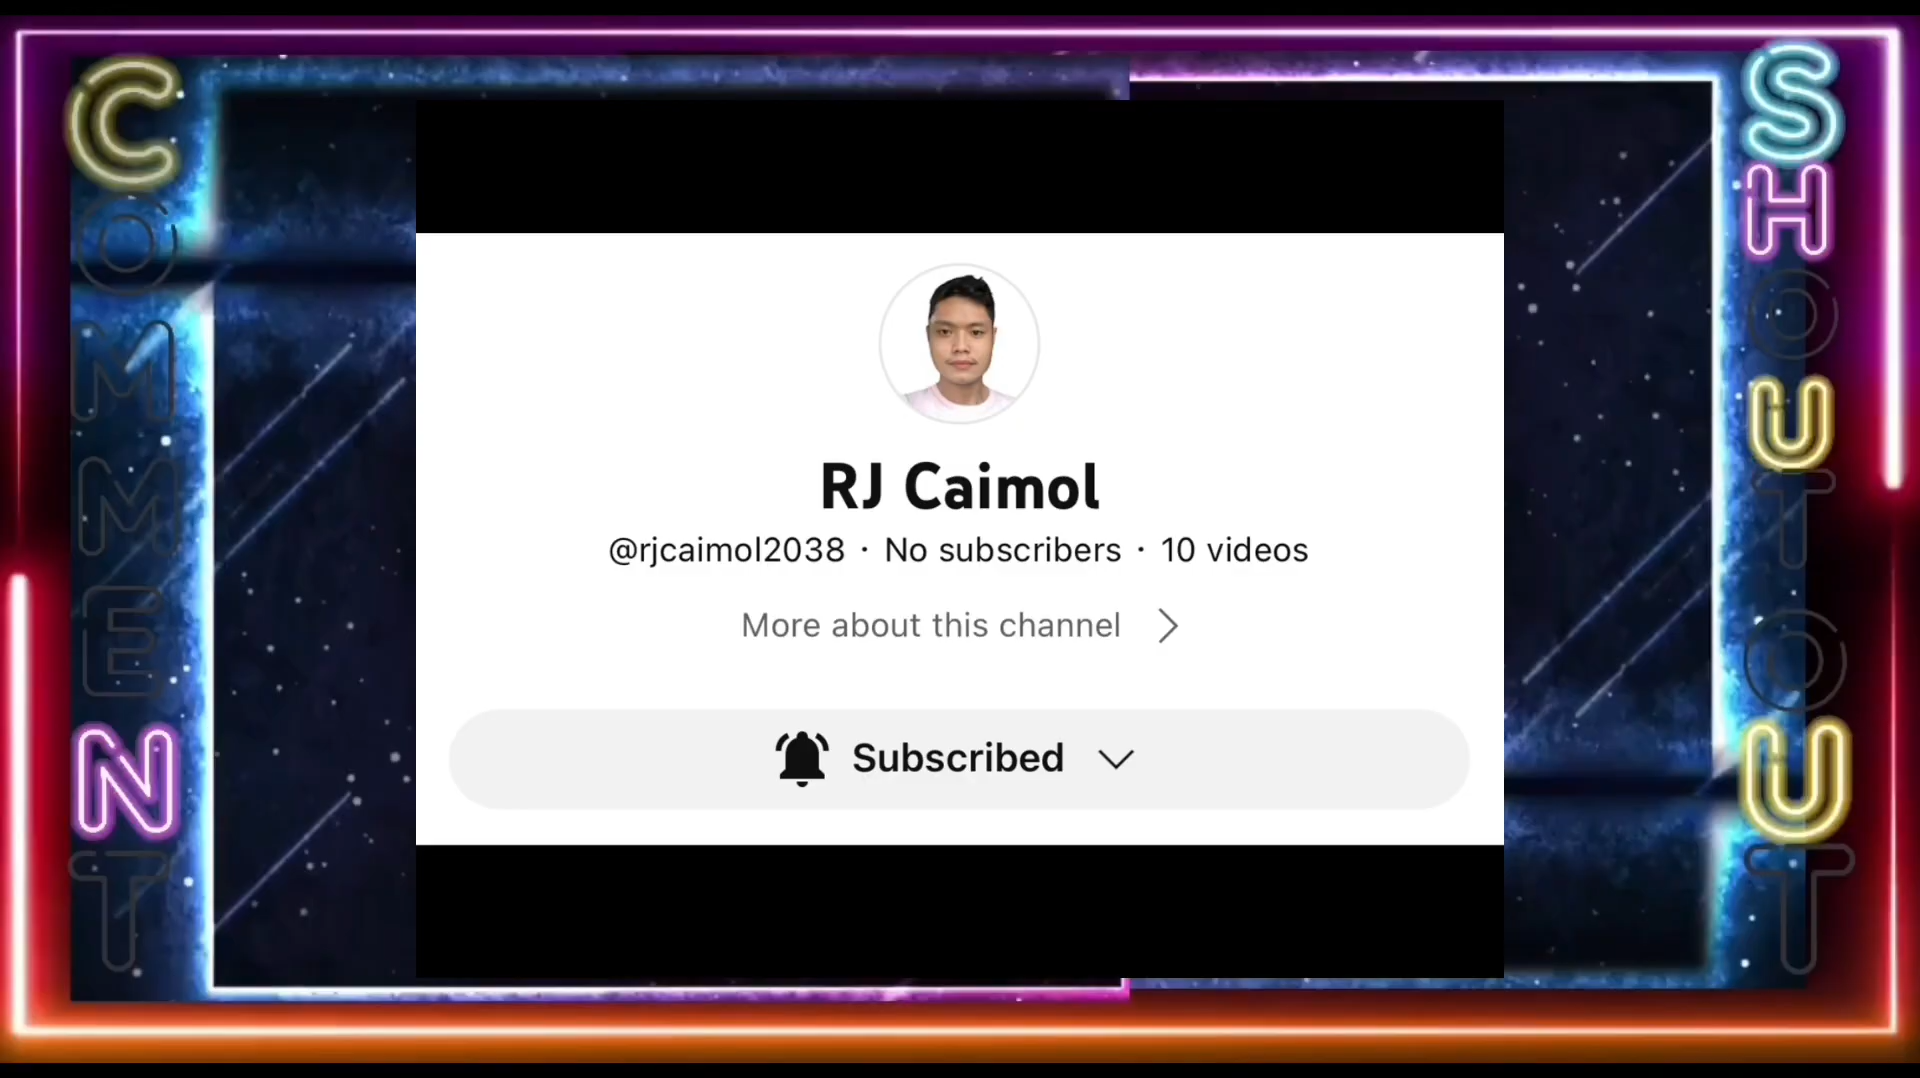 COMMENT
RJ Caimol
@rjcaimol2038 · No subscribers · 10 videos
More about this channel
Subscribed
SHOUTOUT